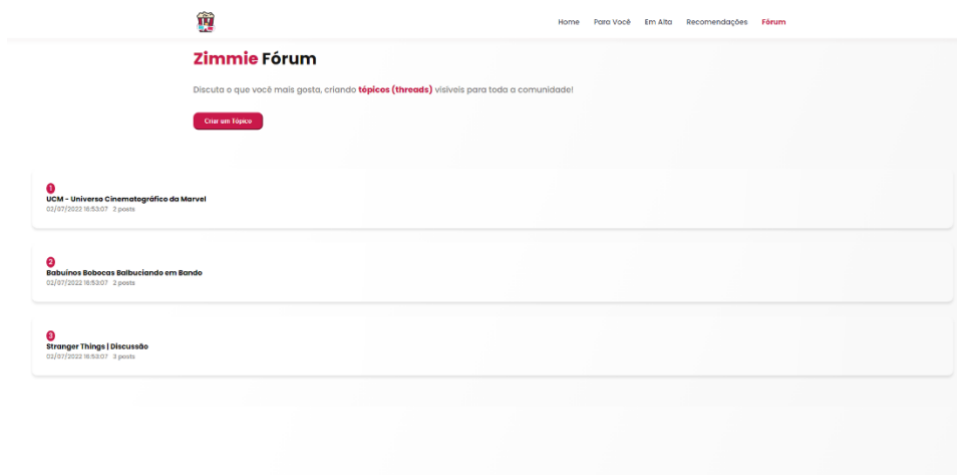 Home Para Você Em Alta Recomendações Fórum
Zimmie Fórum
Discuta o que você mais gosta, criando tópicos (threads) visíveis para toda a comunidade!
Criar um Tópico
1
UCM - Universo Cinematográfico da Marvel
02/07/2022 16:53:07 2 posts
2
Babuínos Bobocas Balbuciando em Bando
02/07/2022 16:53:07 2 posts
3
Stranger Things | Discussão
02/07/2022 16:53:07 3 posts